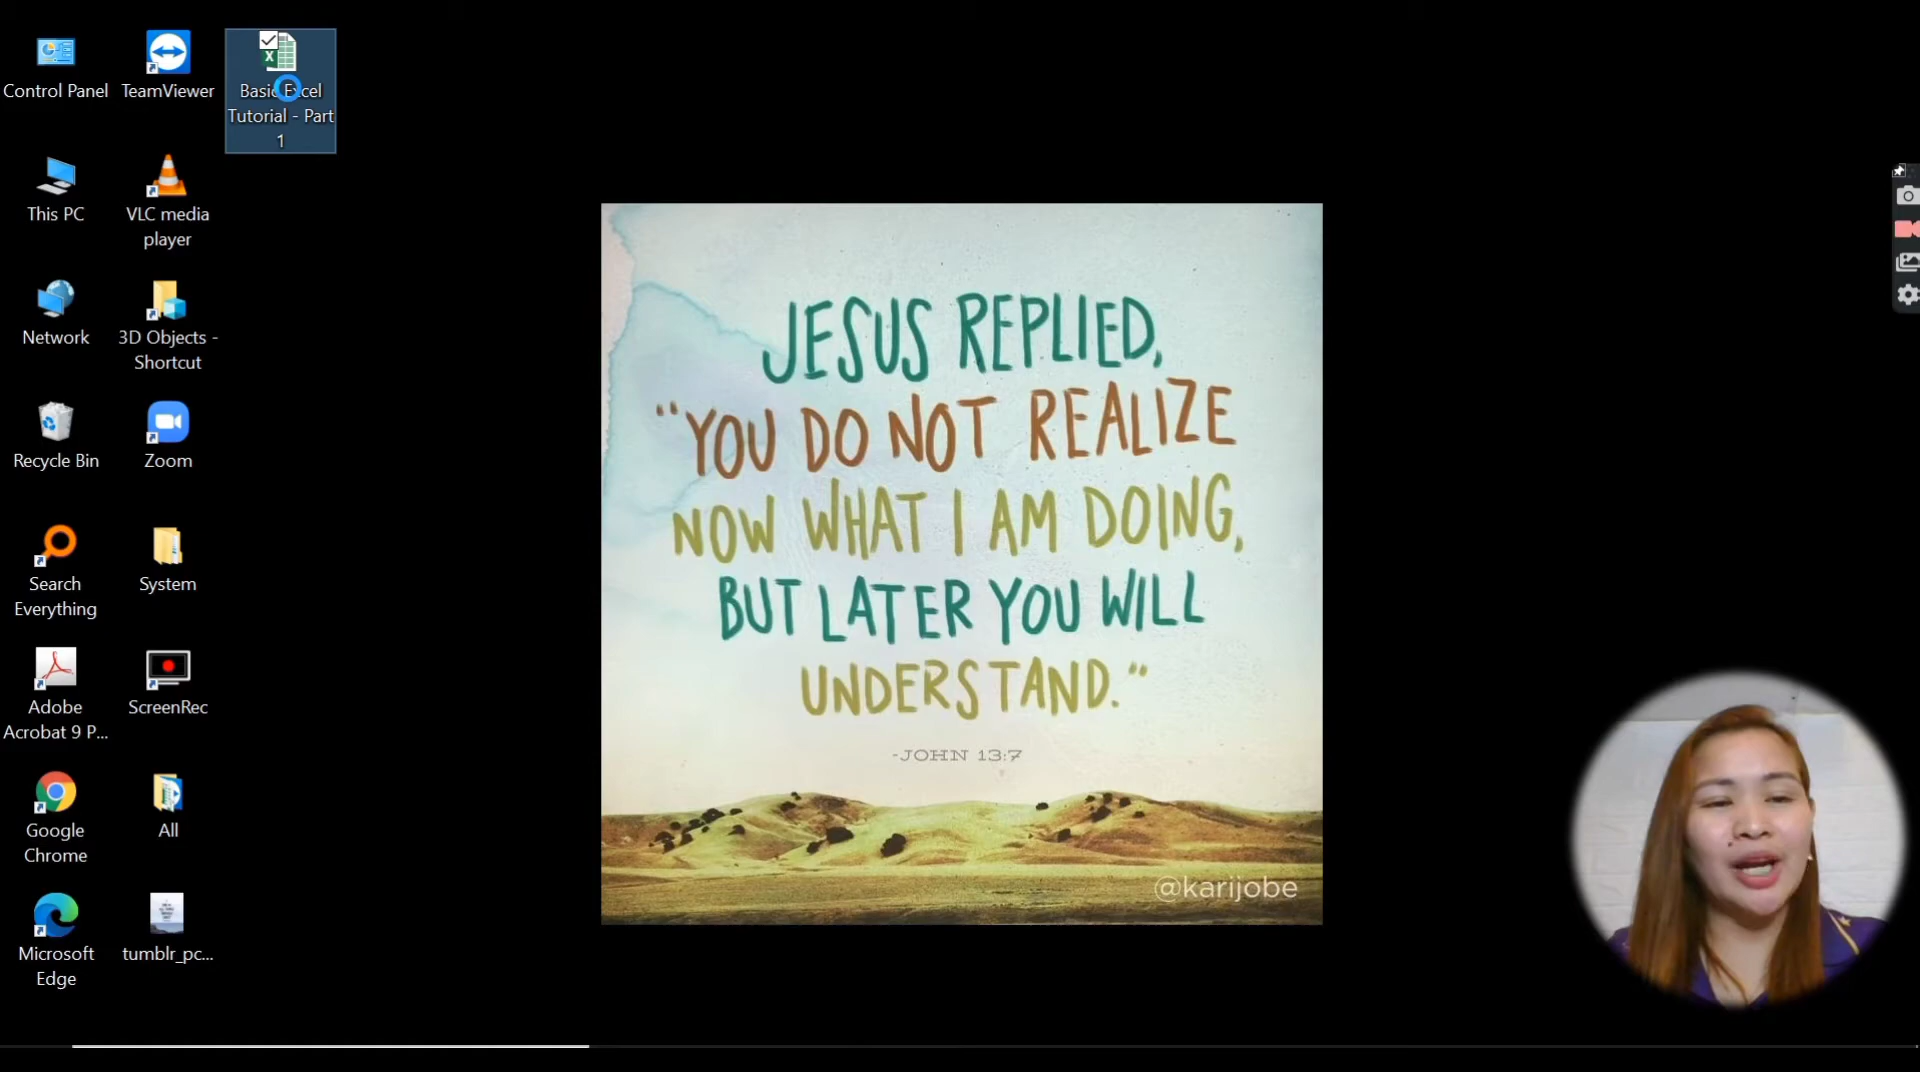 Control Panel
TeamViewer
Basic Excel
Tutorial - Part
1
This PC
VLC media
player
Network
3D Objects -
Shortcut
Recycle Bin
Zoom
Search
Everything
System
Adobe
Acrobat 9 P...
ScreenRec
Google
Chrome
All
Microsoft
Edge
tumblr_pc...
JESUS REPLIED,
"YOU DO NOT REALIZE
NOW WHAT I AM DOING,
BUT LATER YOU WILL
UNDERSTAND."
-JOHN 13:7
@karijobe